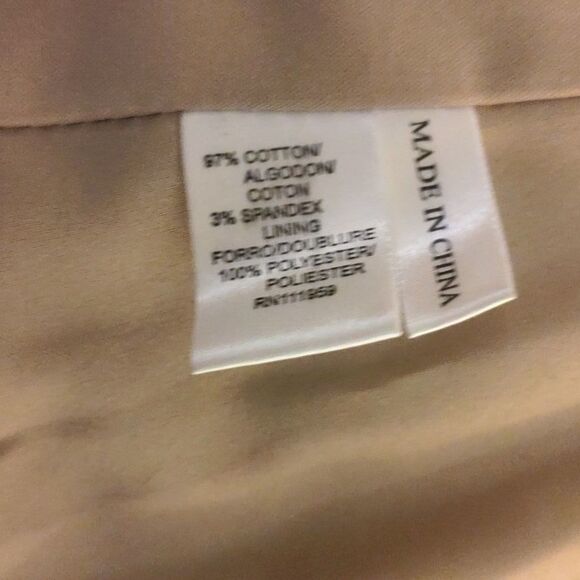 97% COTTON/
ALGODON/
COTON
3% SPANDEX
LINING
FORRO/DOUBLURE
100% POLYESTER/
POLIESTER
RN111959
MADE IN CHINA